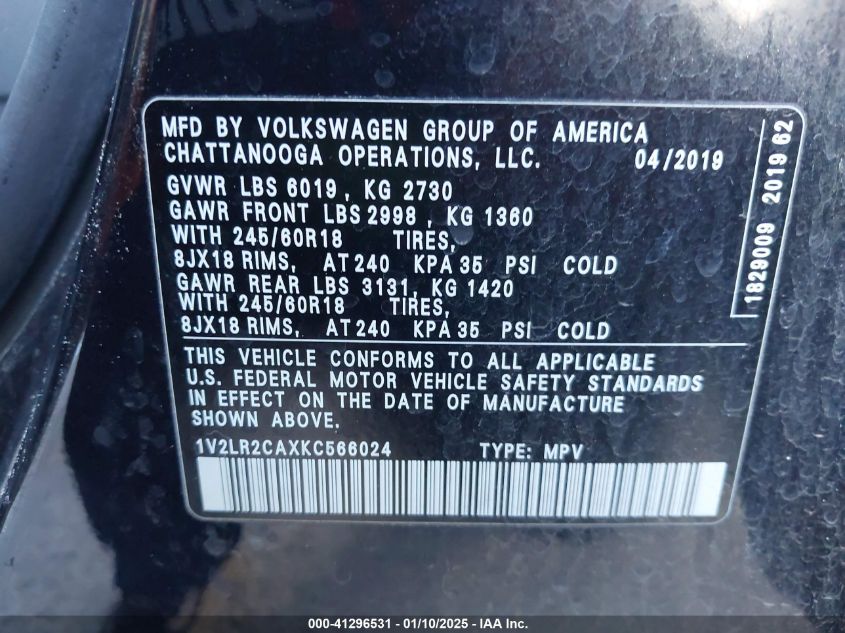 MFD BY VOLKSWAGEN GROUP OF AMERICA
CHATTANOOGA OPERATIONS, LLC. 04/2019
GVWR LBS 6019, KG 2730
GAWR FRONT LBS 2998, KG 1360
WITH 245/60R18 TIRES,
8JX18 RIMS, AT 240 KPA 35 PSI COLD
GAWR REAR LBS 3131, KG 1420
WITH 245/60R18 TIRES,
8JX18 RIMS, AT 240 KPA 35 PSI COLD
THIS VEHICLE CONFORMS TO ALL APPLICABLE
U.S. FEDERAL MOTOR VEHICLE SAFETY STANDARDS
IN EFFECT ON THE DATE OF MANUFACTURE
SHOWN ABOVE.
1V2LR2CAXKC566024 TYPE: MPV
1829009 2019 62
000-41296531 - 01/10/2025 - IAA Inc.